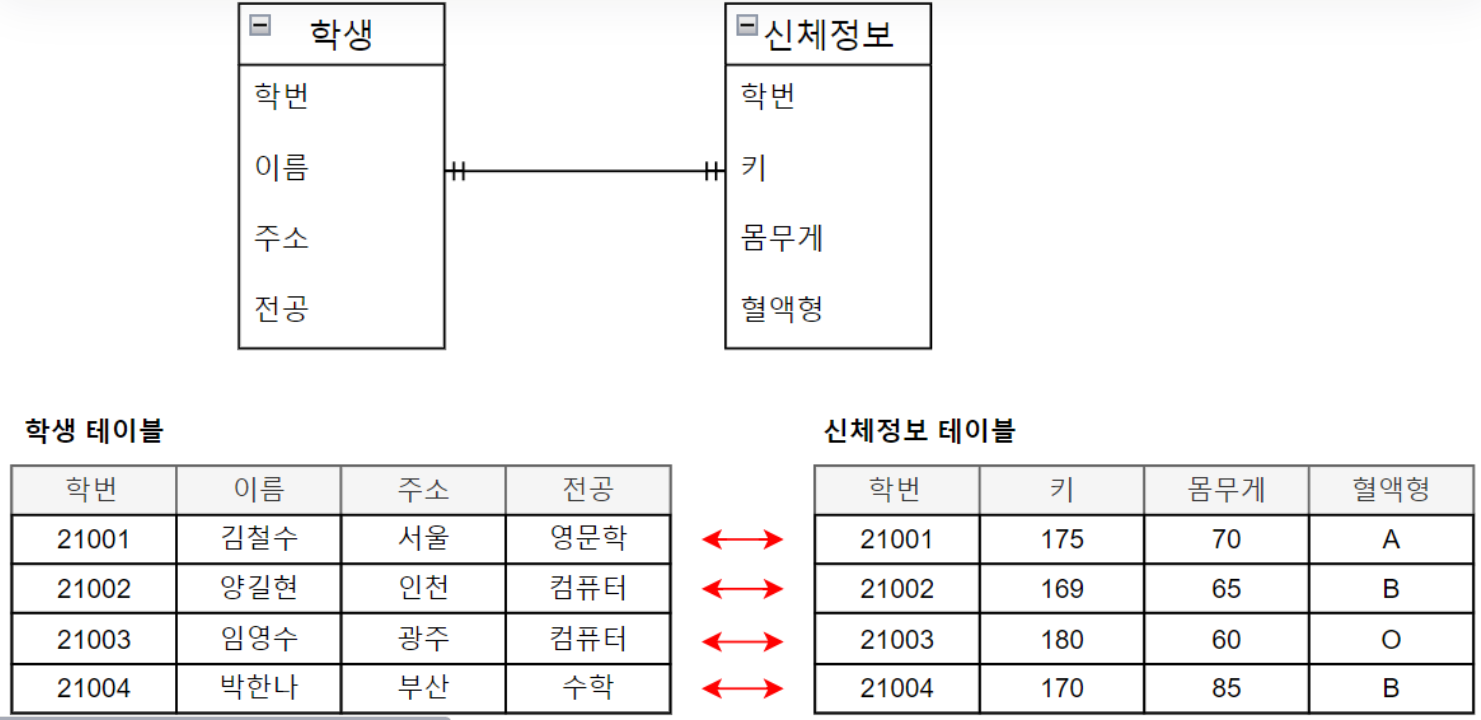 학생 신체정보
학번 학번
이름 키
주소 몸무게
전공 혈액형
학생 테이블 신체정보 테이블
학번 이름 주소 전공 학번 키 몸무게 혈액형
21001 김철수 서울 영문학 21001 175 70 A
21002 양길현 인천 컴퓨터 21002 169 65 B
21003 임영수 광주 컴퓨터 21003 180 60 O
21004 박한나 부산 수학 21004 170 85 B